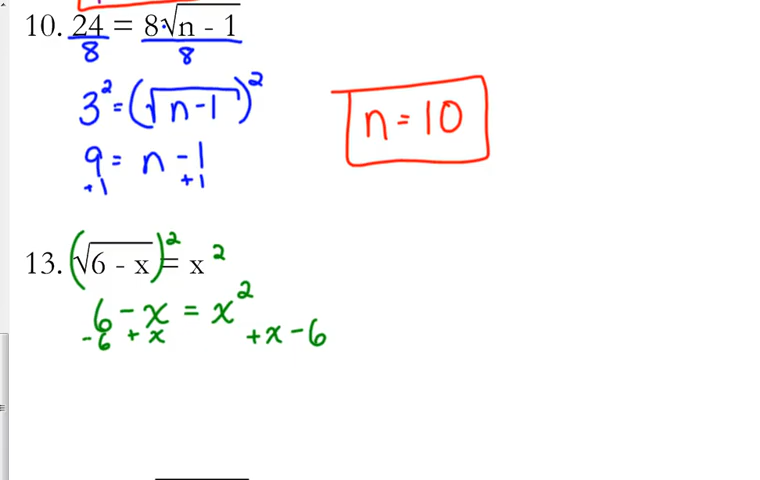 10. 24 = 8·√n - 1
8 8
3² = (√n - 1)²
n = 10
9 = n - 1
+1 +1
13. (√6 - x)² = x²
6 - x = x²
-6 + x + x - 6